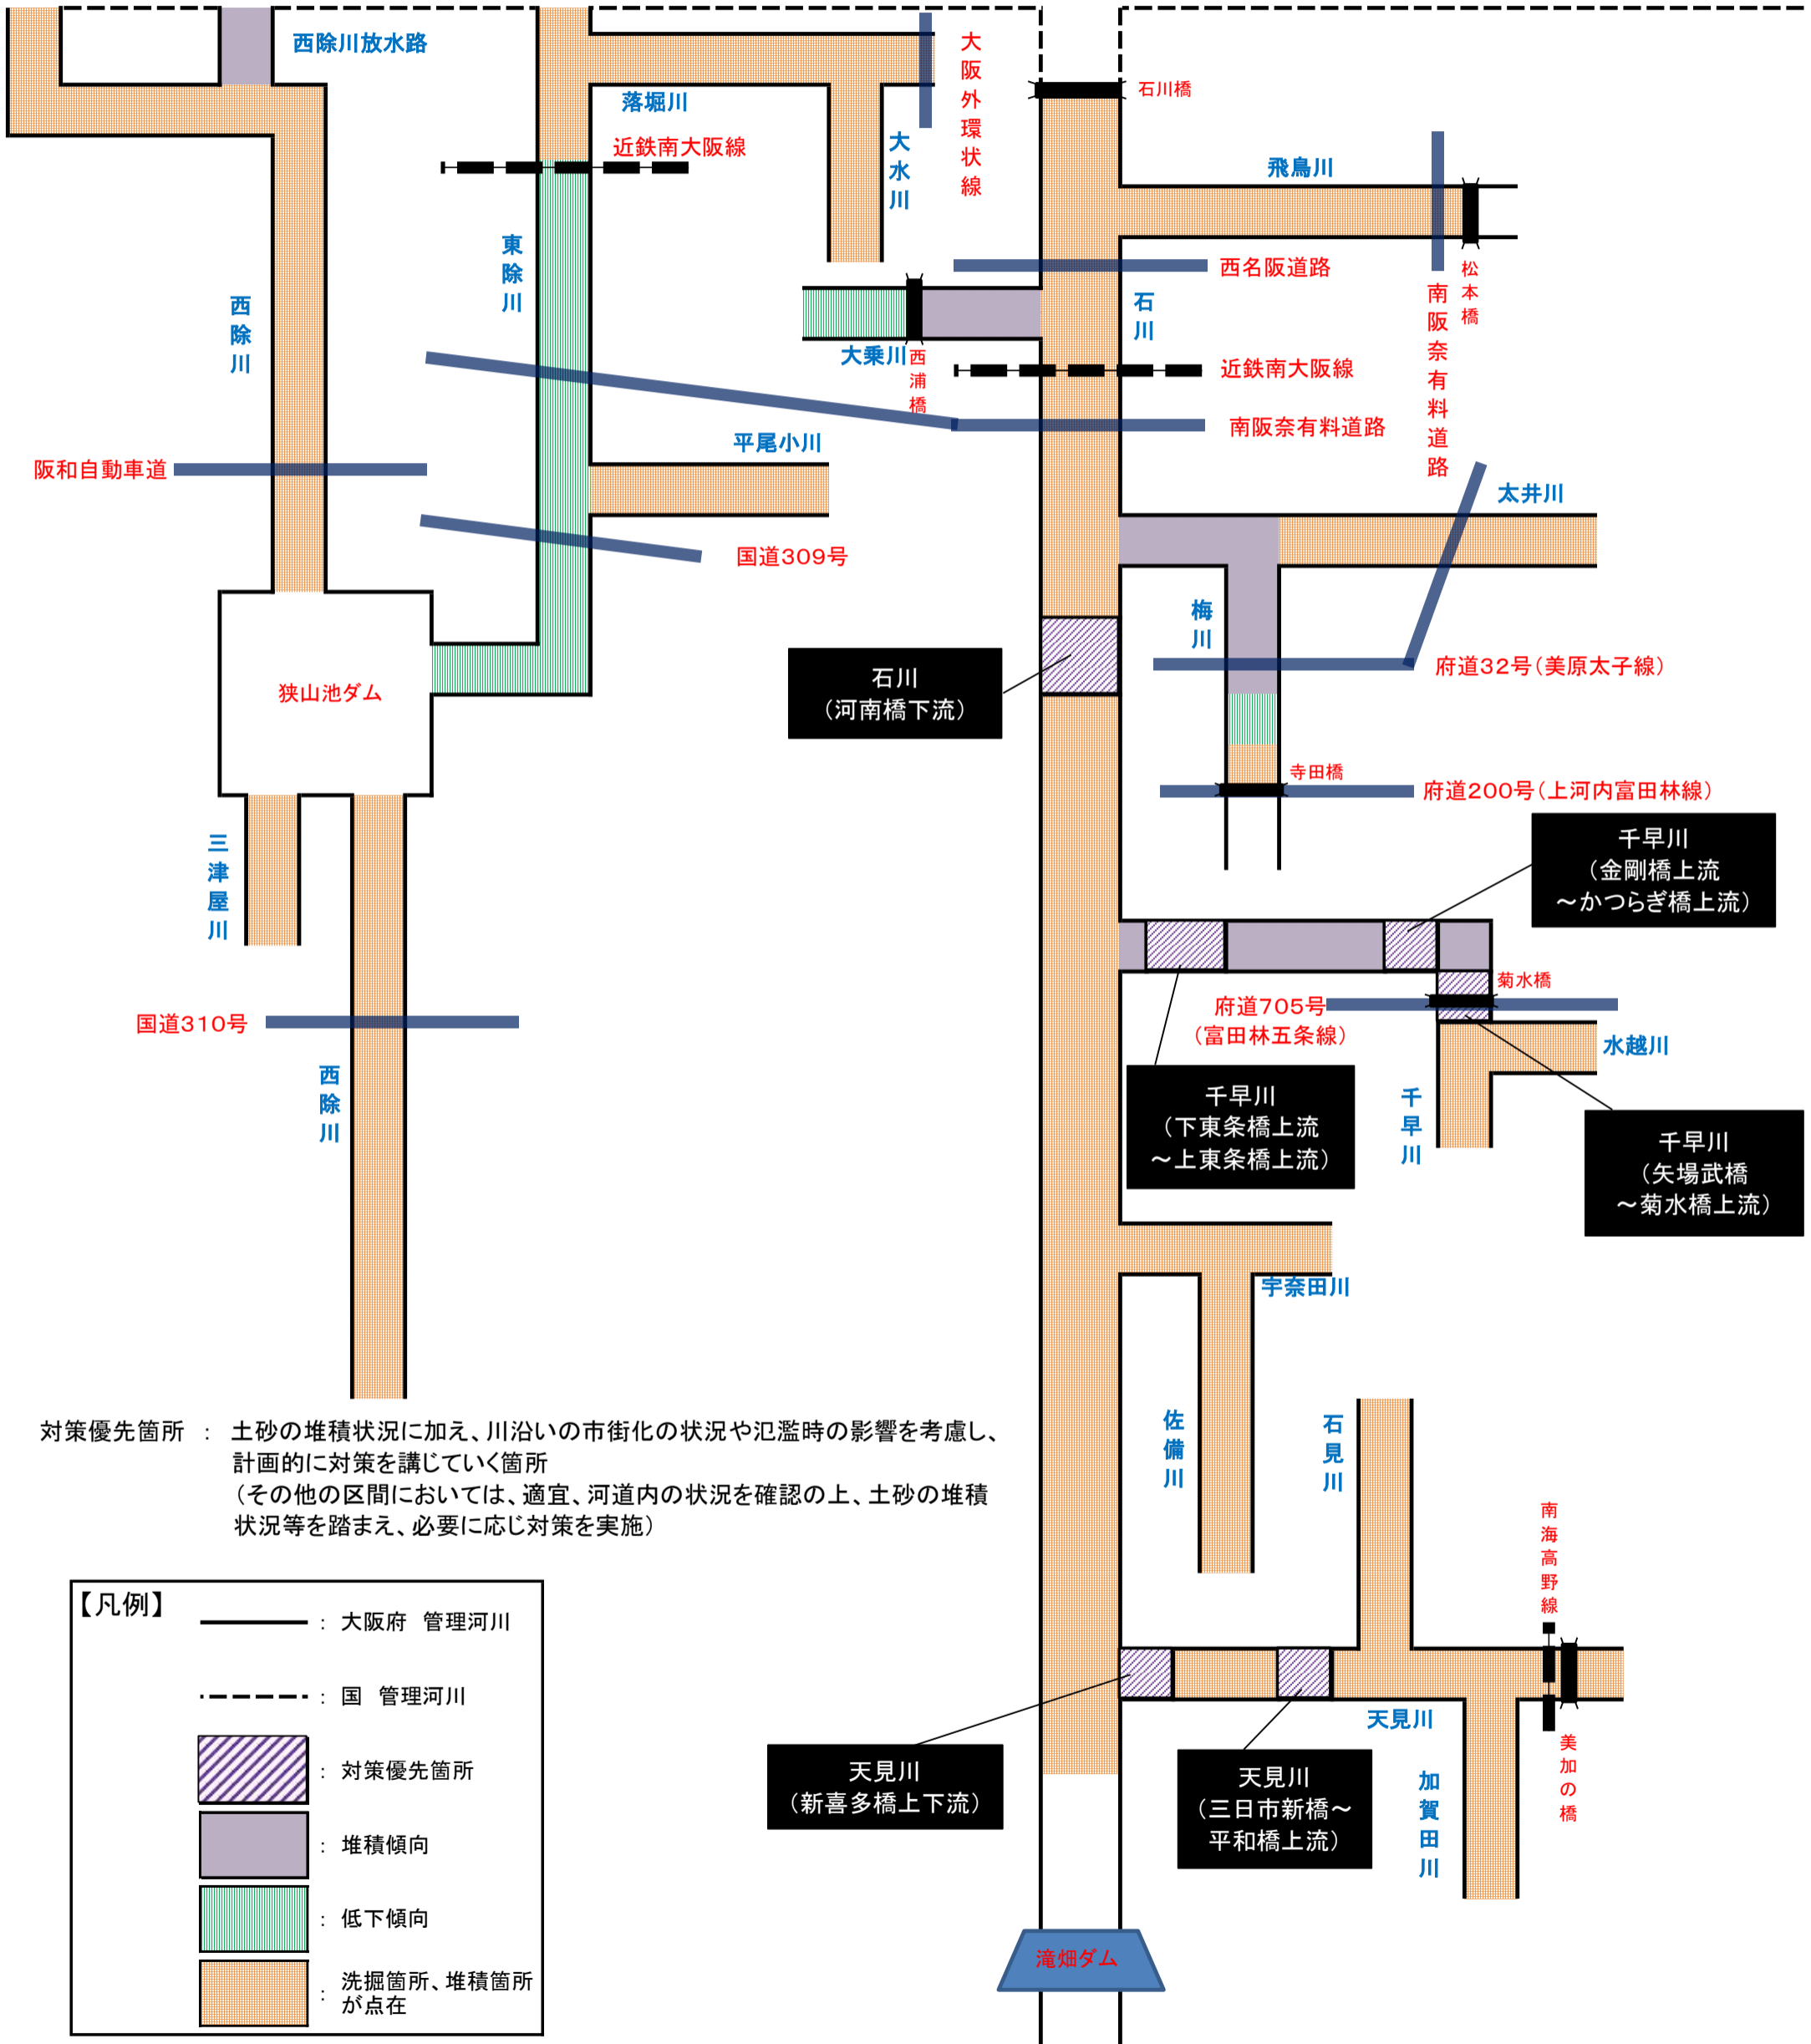 西除川放水路
大阪外環状線
石川橋
落堀川
近鉄南大阪線
大水川
飛鳥川
東除川
西名阪道路
松本橋
南阪奈有料道路
西除川
石川
大乗川
西浦橋
近鉄南大阪線
南阪奈有料道路
平尾小川
阪和自動車道
太井川
国道309号
梅川
府道32号(美原太子線)
石川
(河南橋下流)
狭山池ダム
寺田橋
府道200号(上河内富田林線)
三津屋川
千早川
(金剛橋上流
~かつらぎ橋上流)
菊水橋
府道705号
(富田林五条線)
国道310号
水越川
西除川
千早川
(下東条橋上流
~上東条橋上流)
千早川
千早川
(矢場武橋
~菊水橋上流)
宇奈田川
対策優先箇所 : 土砂の堆積状況に加え、川沿いの市街化の状況や氾濫時の影響を考慮し、
計画的に対策を講じていく箇所
(その他の区間においては、適宜、河道内の状況を確認の上、土砂の堆積
状況等を踏まえ、必要に応じ対策を実施)
佐備川
石見川
南海高野線
天見川
美加の橋
加賀田川
天見川
(新喜多橋上下流)
天見川
(三日市新橋~
平和橋上流)
滝畑ダム
【凡例】
: 大阪府 管理河川
: 国 管理河川
: 対策優先箇所
: 堆積傾向
: 低下傾向
: 洗掘箇所、堆積箇所
が点在